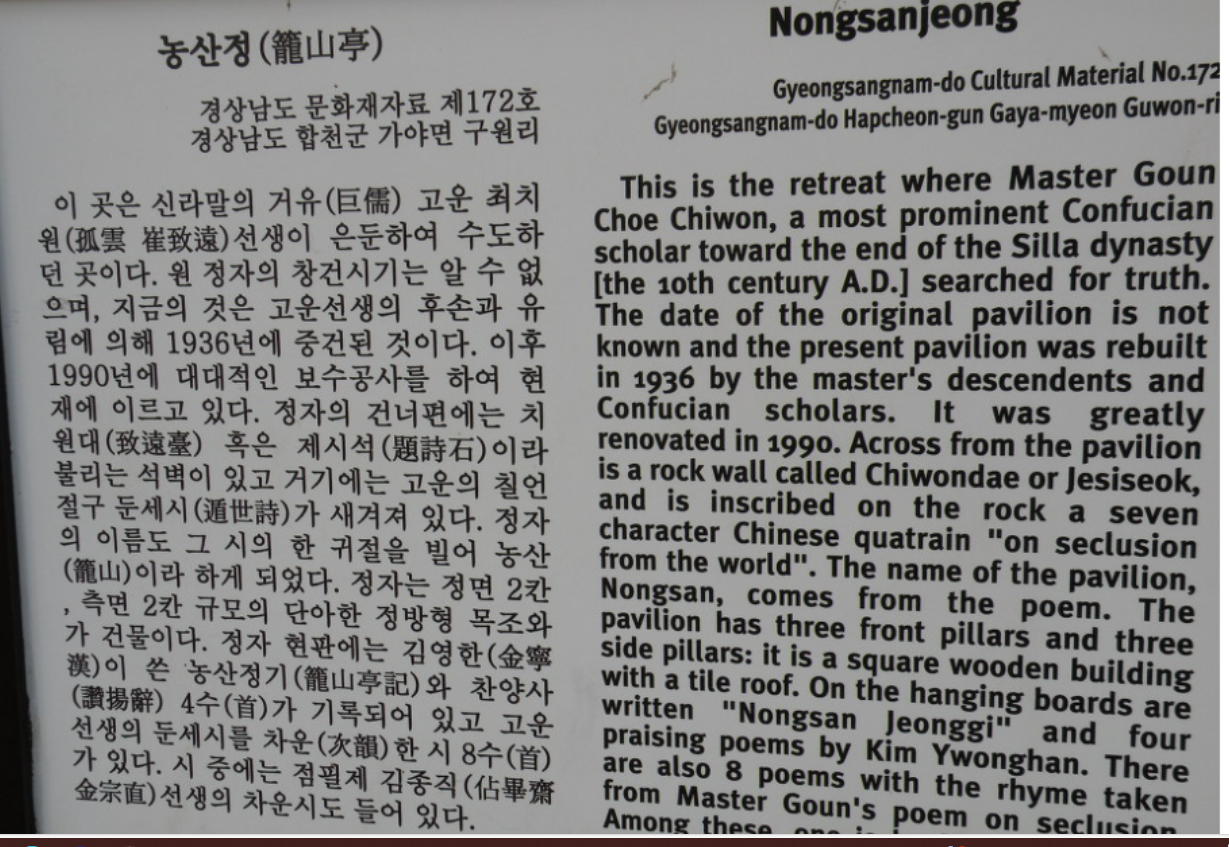 농산정(籠山亭)
경상남도 문화재자료 제172호
경상남도 합천군 가야면 구원리
이 곳은 신라말의 거유(巨儒) 고운 최치
원(孤雲 崔致遠)선생이 은둔하여 수도하
던 곳이다. 원 정자의 창건시기는 알 수 없
으며, 지금의 것은 고운선생의 후손과 유
림에 의해 1936년에 중건된 것이다. 이후
1990년에 대대적인 보수공사를 하여 현
재에 이르고 있다. 정자의 건너편에는 치
원대(致遠臺) 혹은 제시석(題詩石)이라
불리는 석벽이 있고 거기에는 고운의 칠언
절구 둔세시(遁世詩)가 새겨져 있다. 정자
의 이름도 그 시의 한 귀절을 빌어 농산
(籠山)이라 하게 되었다. 정자는 정면 2칸
, 측면 2칸 규모의 단아한 정방형 목조와
가 건물이다. 정자 현판에는 김영한(金寧
漢)이 쓴 농산정기(籠山亭記)와 찬양사
(讚揚辭) 4수(首)가 기록되어 있고 고운
선생의 둔세시를 차운(次韻)한 시 8수(首)
가 있다. 시 중에는 점필제 김종직(佔畢齋
金宗直)선생의 차운시도 들어 있다.
Nongsanjeong
Gyeongsangnam-do Cultural Material No.172
Gyeongsangnam-do Hapcheon-gun Gaya-myeon Guwon-ri
This is the retreat where Master Goun
Choe Chiwon, a most prominent Confucian
scholar toward the end of the Silla dynasty
[the 10th century A.D.] searched for truth.
The date of the original pavilion is not
known and the present pavilion was rebuilt
in 1936 by the master's descendents and
Confucian scholars. It was greatly
renovated in 1990. Across from the pavilion
is a rock wall called Chiwondae or Jesiseok,
and is inscribed on the rock a seven
character Chinese quatrain "on seclusion
from the world". The name of the pavilion,
Nongsan, comes from the poem. The
pavilion has three front pillars and three
side pillars: it is a square wooden building
with a tile roof. On the hanging boards are
written "Nongsan Jeonggi" and four
praising poems by Kim Ywonghan. There
are also 8 poems with the rhyme taken
from Master Goun's poem on seclusion
Among these, one is